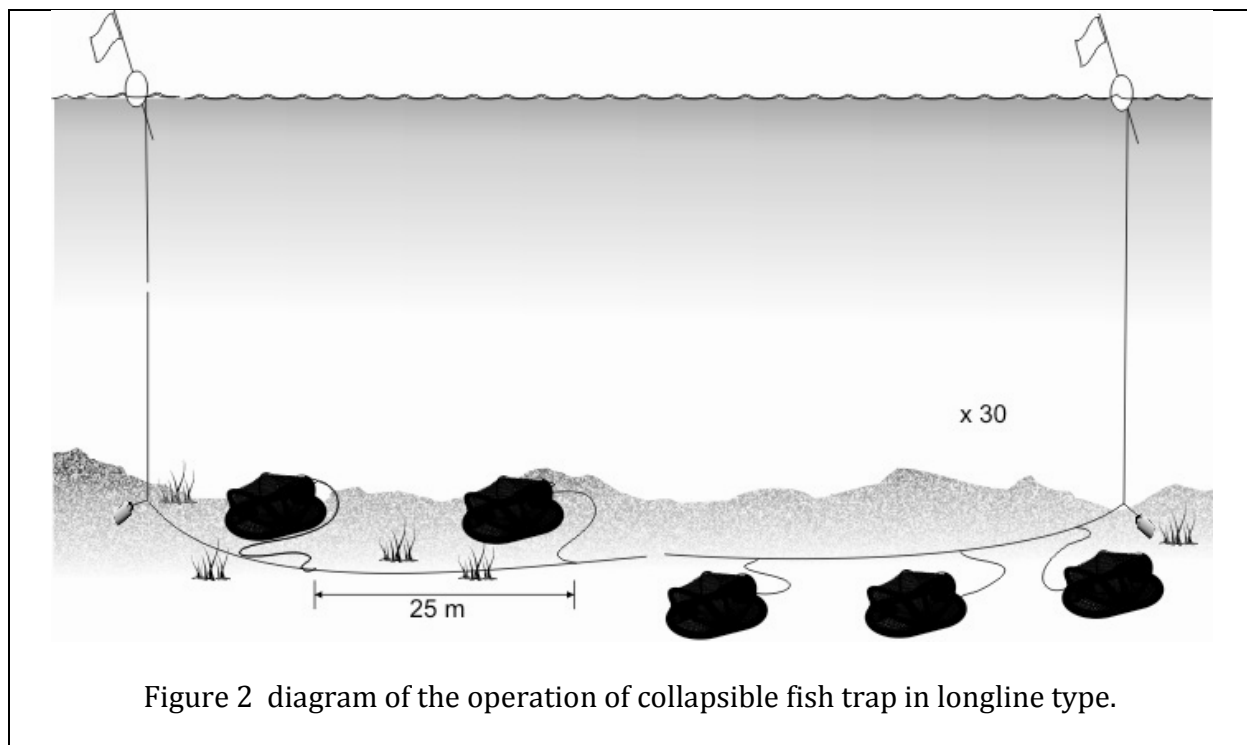 x 30
25 m
Figure 2  diagram of the operation of collapsible fish trap in longline type.